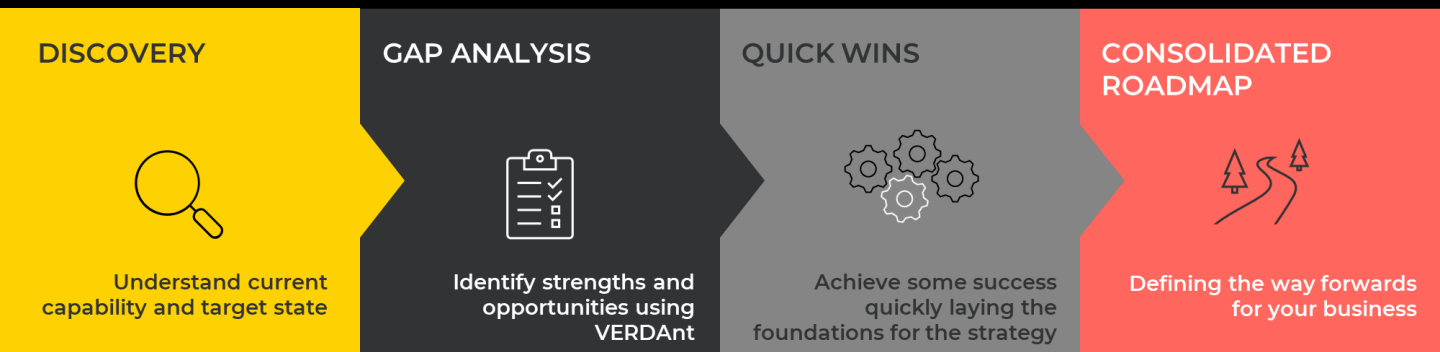 DISCOVERY
Understand current
capability and target state
GAP ANALYSIS
Identify strengths and
opportunities using
VERDAnt
QUICK WINS
Achieve some success
quickly laying the
foundations for the strategy
CONSOLIDATED
ROADMAP
Defining the way forwards
for your business